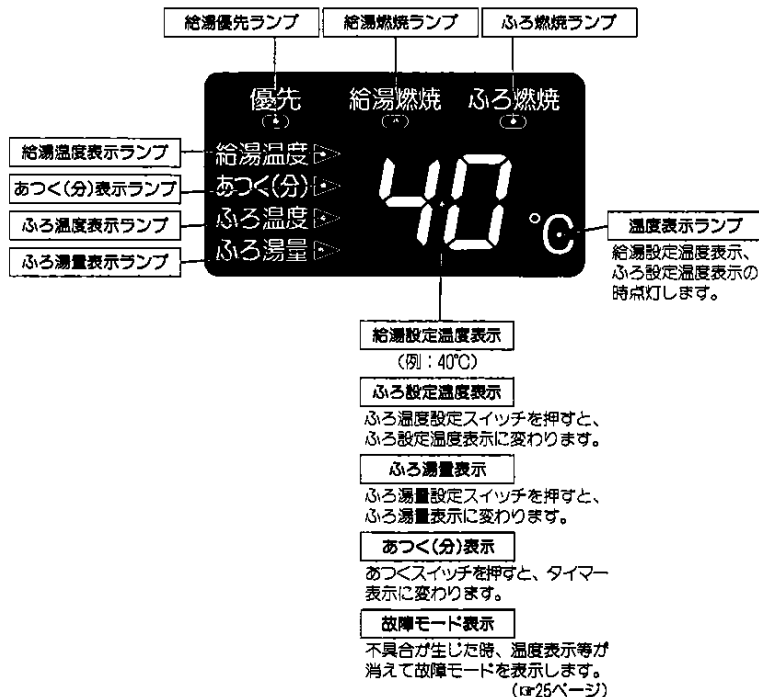 給湯優先ランプ 給湯燃焼ランプ ふろ燃焼ランプ
優先 給湯燃焼 ふろ燃焼
給湯温度表示ランプ
給湯温度
あつく(分)表示ランプ
あつく(分)
ふろ温度表示ランプ
ふろ温度
ふろ湯量表示ランプ
ふろ湯量
40
℃
温度表示ランプ
給湯設定温度表示、
ふろ設定温度表示の
時点灯します。
給湯設定温度表示
(例:40℃)
ふろ設定温度表示
ふろ温度設定スイッチを押すと、
ふろ設定温度表示に変わります。
ふろ湯量表示
ふろ湯量設定スイッチを押すと、
ふろ湯量表示に変わります。
あつく(分)表示
あつくスイッチを押すと、タイマー
表示に変わります。
故障モード表示
不具合が生じた時、温度表示等が
消えて故障モードを表示します。
(☞25ページ)